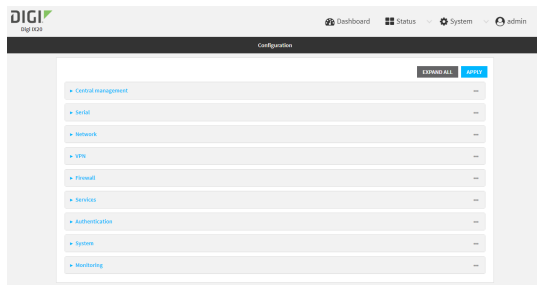 DIGI
Digi IX20
Dashboard
Status
System
admin
Configuration
EXPAND ALL
APPLY
Central management
Serial
Network
VPN
Firewall
Services
Authentication
System
Monitoring